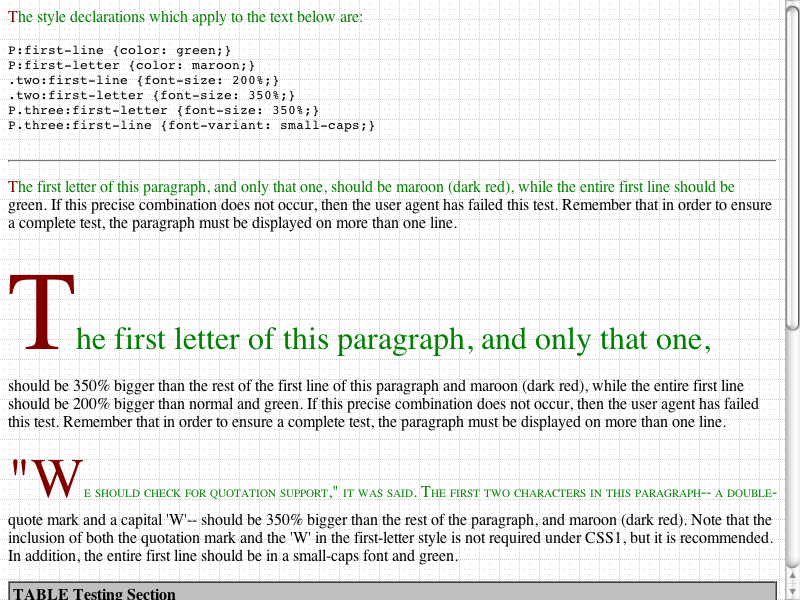 The style declarations which apply to the text below are:
P:first-line {color: green;}
P:first-letter {color: maroon;}
.two:first-line {font-size: 200%;}
.two:first-letter {font-size: 350%;}
P.three:first-letter {font-size: 350%;}
P.three:first-line {font-variant: small-caps;}
The first letter of this paragraph, and only that one, should be maroon (dark red), while the entire first line should be
green. If this precise combination does not occur, then the user agent has failed this test. Remember that in order to ensure
a complete test, the paragraph must be displayed on more than one line.
The first letter of this paragraph, and only that one,
should be 350% bigger than the rest of the first line of this paragraph and maroon (dark red), while the entire first line
should be 200% bigger than normal and green. If this precise combination does not occur, then the user agent has failed
this test. Remember that in order to ensure a complete test, the paragraph must be displayed on more than one line.
"We should check for quotation support," it was said. The first two characters in this paragraph-- a double-
quote mark and a capital 'W'-- should be 350% bigger than the rest of the paragraph, and maroon (dark red). Note that the
inclusion of both the quotation mark and the 'W' in the first-letter style is not required under CSS1, but it is recommended.
In addition, the entire first line should be in a small-caps font and green.
TABLE Testing Section